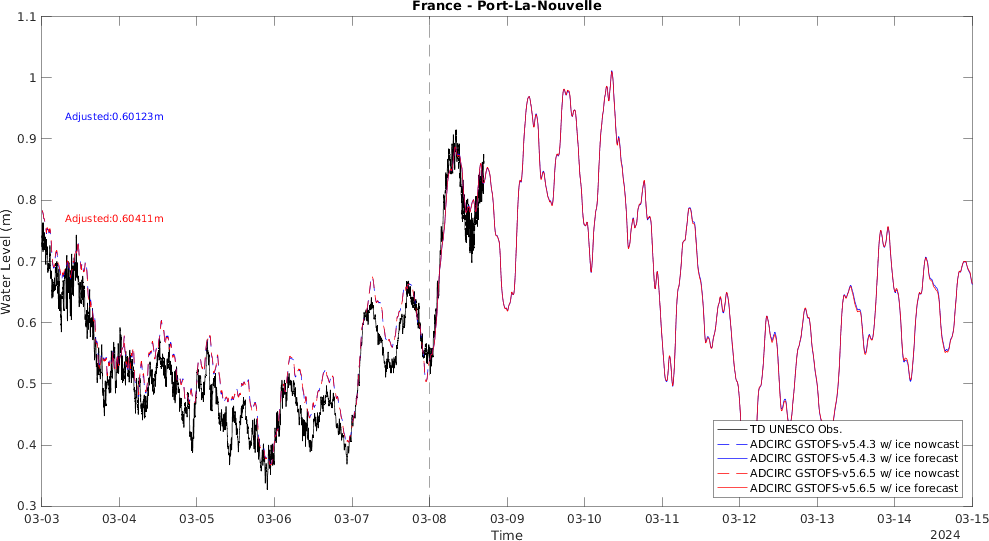 France - Port-La-Nouvelle
Water Level (m)
1.1
1
0.9
0.8
0.7
0.6
0.5
0.4
0.3
Adjusted:0.60123m
Adjusted:0.60411m
TD UNESCO Obs.
ADCIRC GSTOFS-v5.4.3 w/ ice nowcast
ADCIRC GSTOFS-v5.4.3 w/ ice forecast
ADCIRC GSTOFS-v5.6.5 w/ ice nowcast
ADCIRC GSTOFS-v5.6.5 w/ ice forecast
03-03 03-04 03-05 03-06 03-07 03-08 03-09 03-10 03-11 03-12 03-13 03-14 03-15
Time
2024